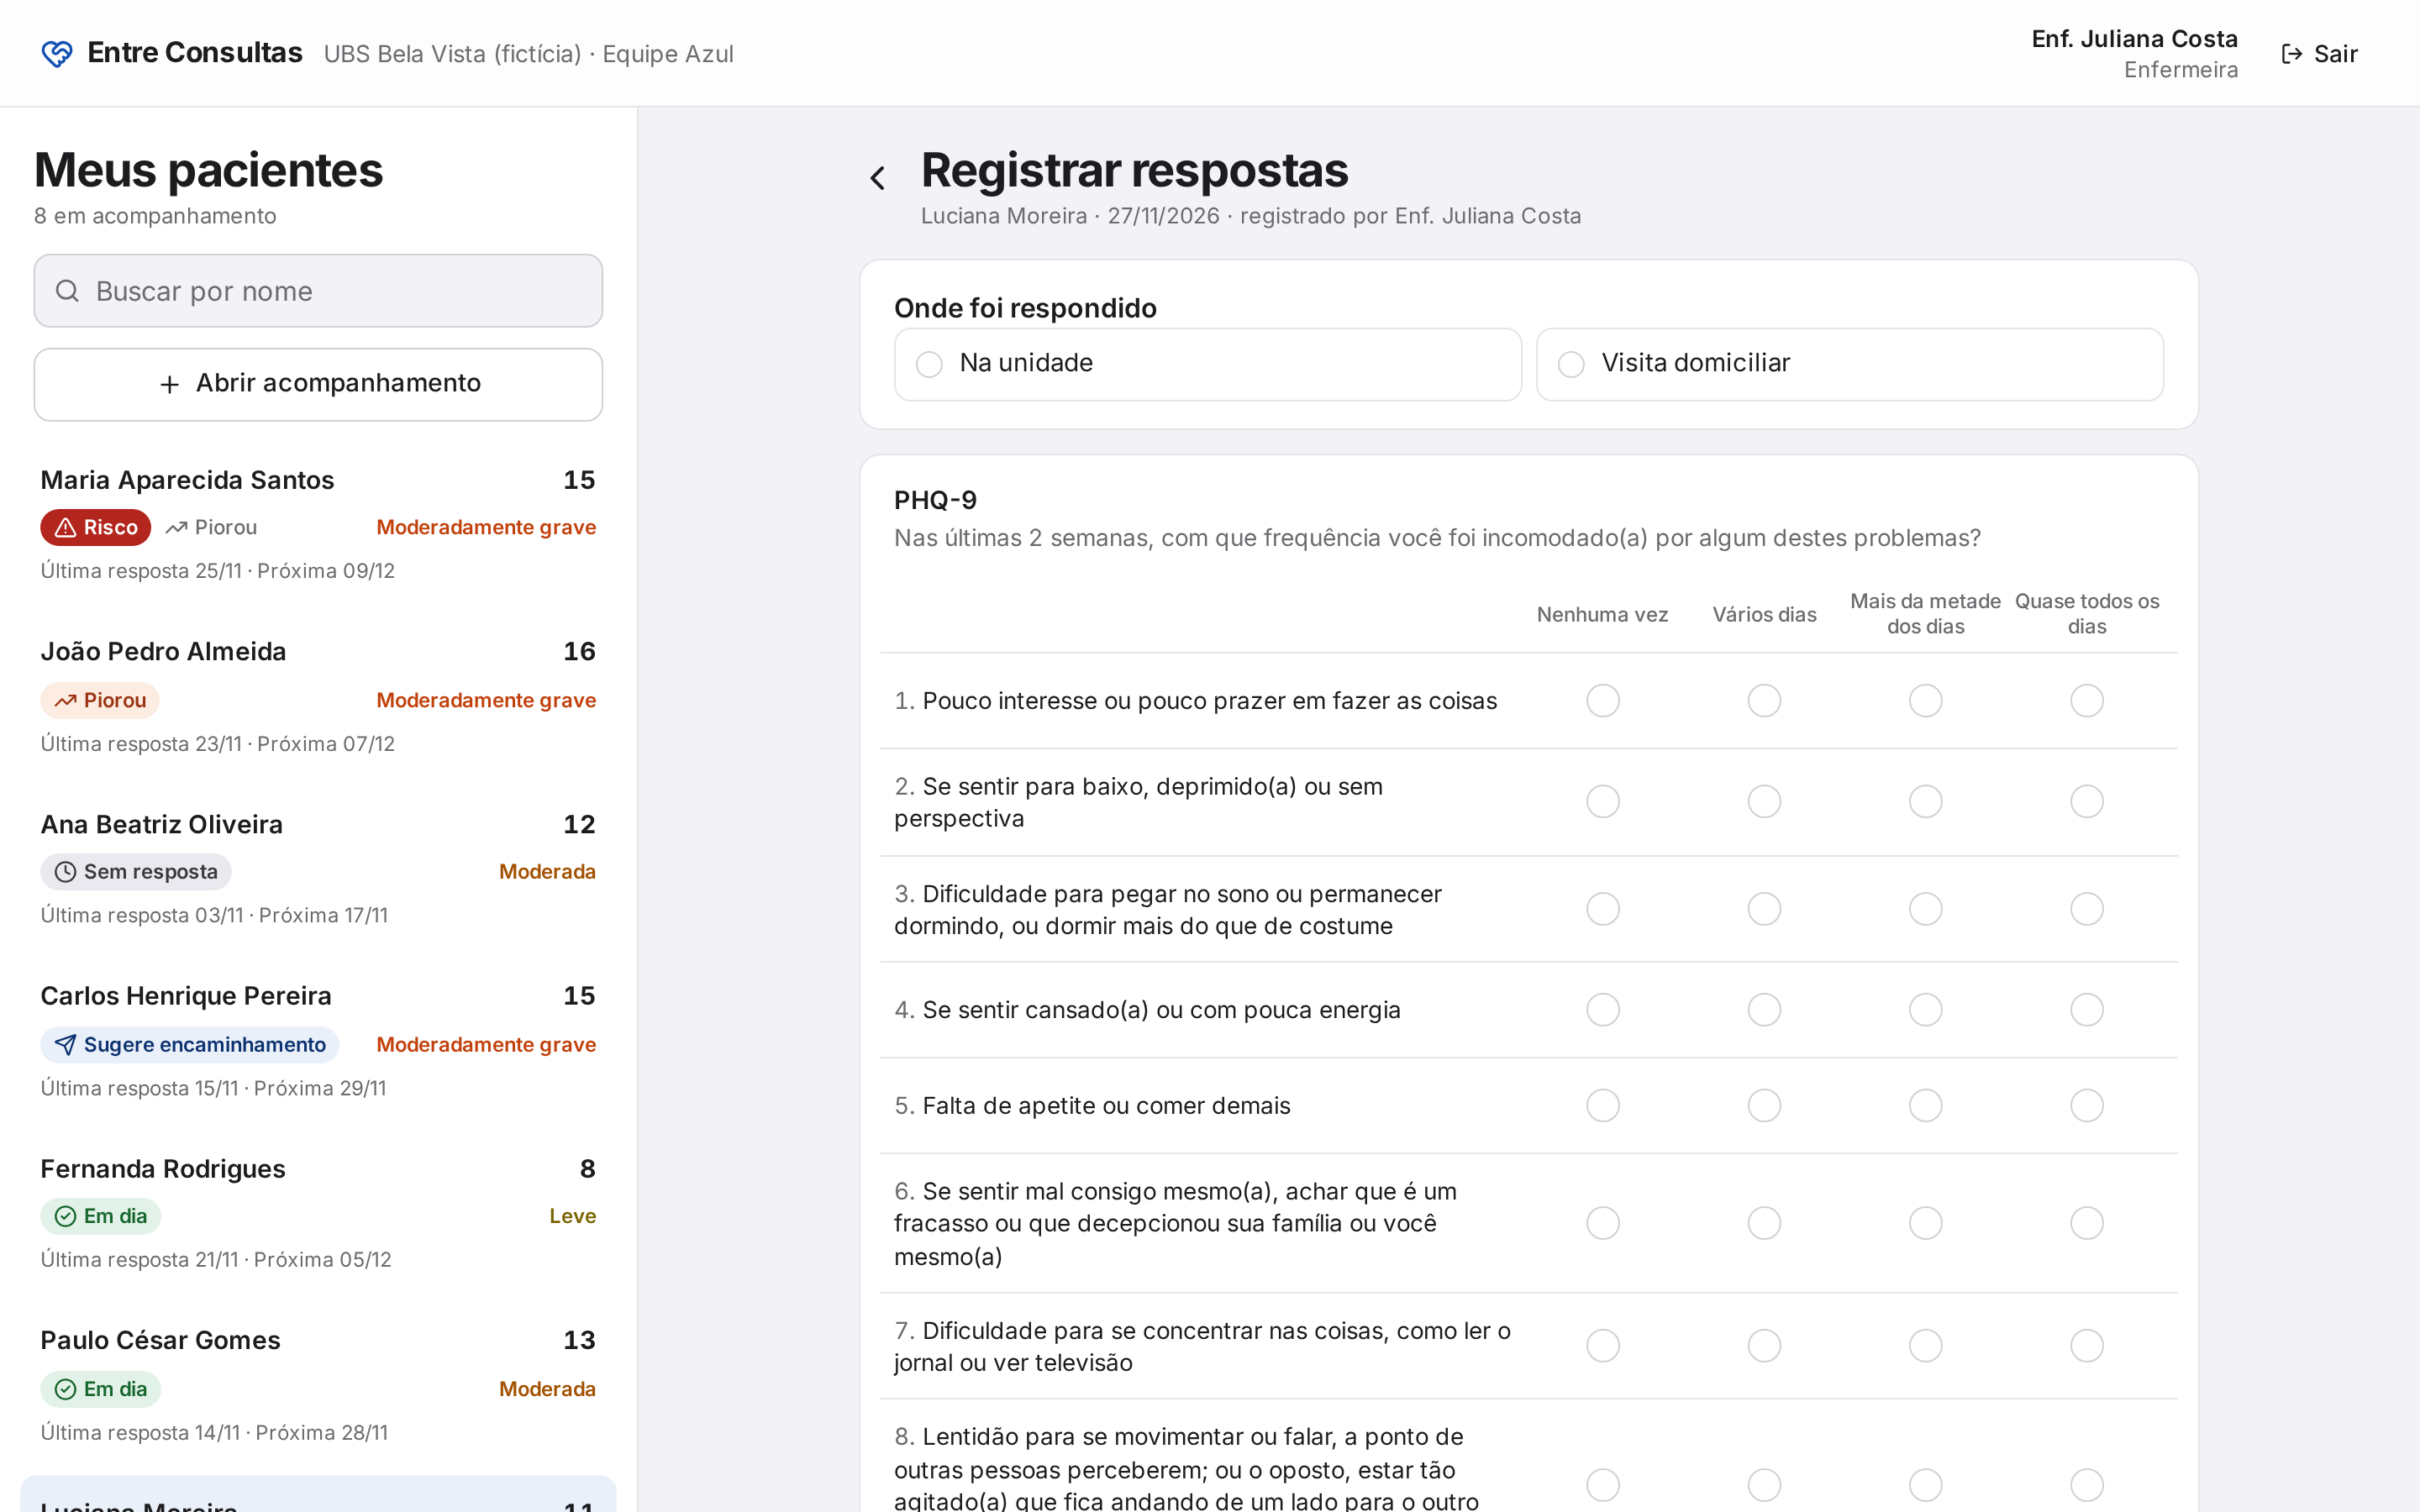 Entre Consultas UBS Bela Vista (fictícia) · Equipe Azul
Enf. Juliana Costa
Enfermeira
Sair
Meus pacientes
8 em acompanhamento
Buscar por nome
+ Abrir acompanhamento
Maria Aparecida Santos 15
Risco Piorou Moderadamente grave
Última resposta 25/11 · Próxima 09/12
João Pedro Almeida 16
Piorou Moderadamente grave
Última resposta 23/11 · Próxima 07/12
Ana Beatriz Oliveira 12
Sem resposta Moderada
Última resposta 03/11 · Próxima 17/11
Carlos Henrique Pereira 15
Sugere encaminhamento Moderadamente grave
Última resposta 15/11 · Próxima 29/11
Fernanda Rodrigues 8
Em dia Leve
Última resposta 21/11 · Próxima 05/12
Paulo César Gomes 13
Em dia Moderada
Última resposta 14/11 · Próxima 28/11
Luciana Moreira 11
Registrar respostas
Luciana Moreira · 27/11/2026 · registrado por Enf. Juliana Costa
Onde foi respondido
Na unidade Visita domiciliar
PHQ-9
Nas últimas 2 semanas, com que frequência você foi incomodado(a) por algum destes problemas?
Nenhuma vez Vários dias Mais da metade dos dias Quase todos os dias
1. Pouco interesse ou pouco prazer em fazer as coisas
2. Se sentir para baixo, deprimido(a) ou sem
perspectiva
3. Dificuldade para pegar no sono ou permanecer
dormindo, ou dormir mais do que de costume
4. Se sentir cansado(a) ou com pouca energia
5. Falta de apetite ou comer demais
6. Se sentir mal consigo mesmo(a), achar que é um
fracasso ou que decepcionou sua família ou você
mesmo(a)
7. Dificuldade para se concentrar nas coisas, como ler o
jornal ou ver televisão
8. Lentidão para se movimentar ou falar, a ponto de
outras pessoas perceberem; ou o oposto, estar tão
agitado(a) que fica andando de um lado para o outro